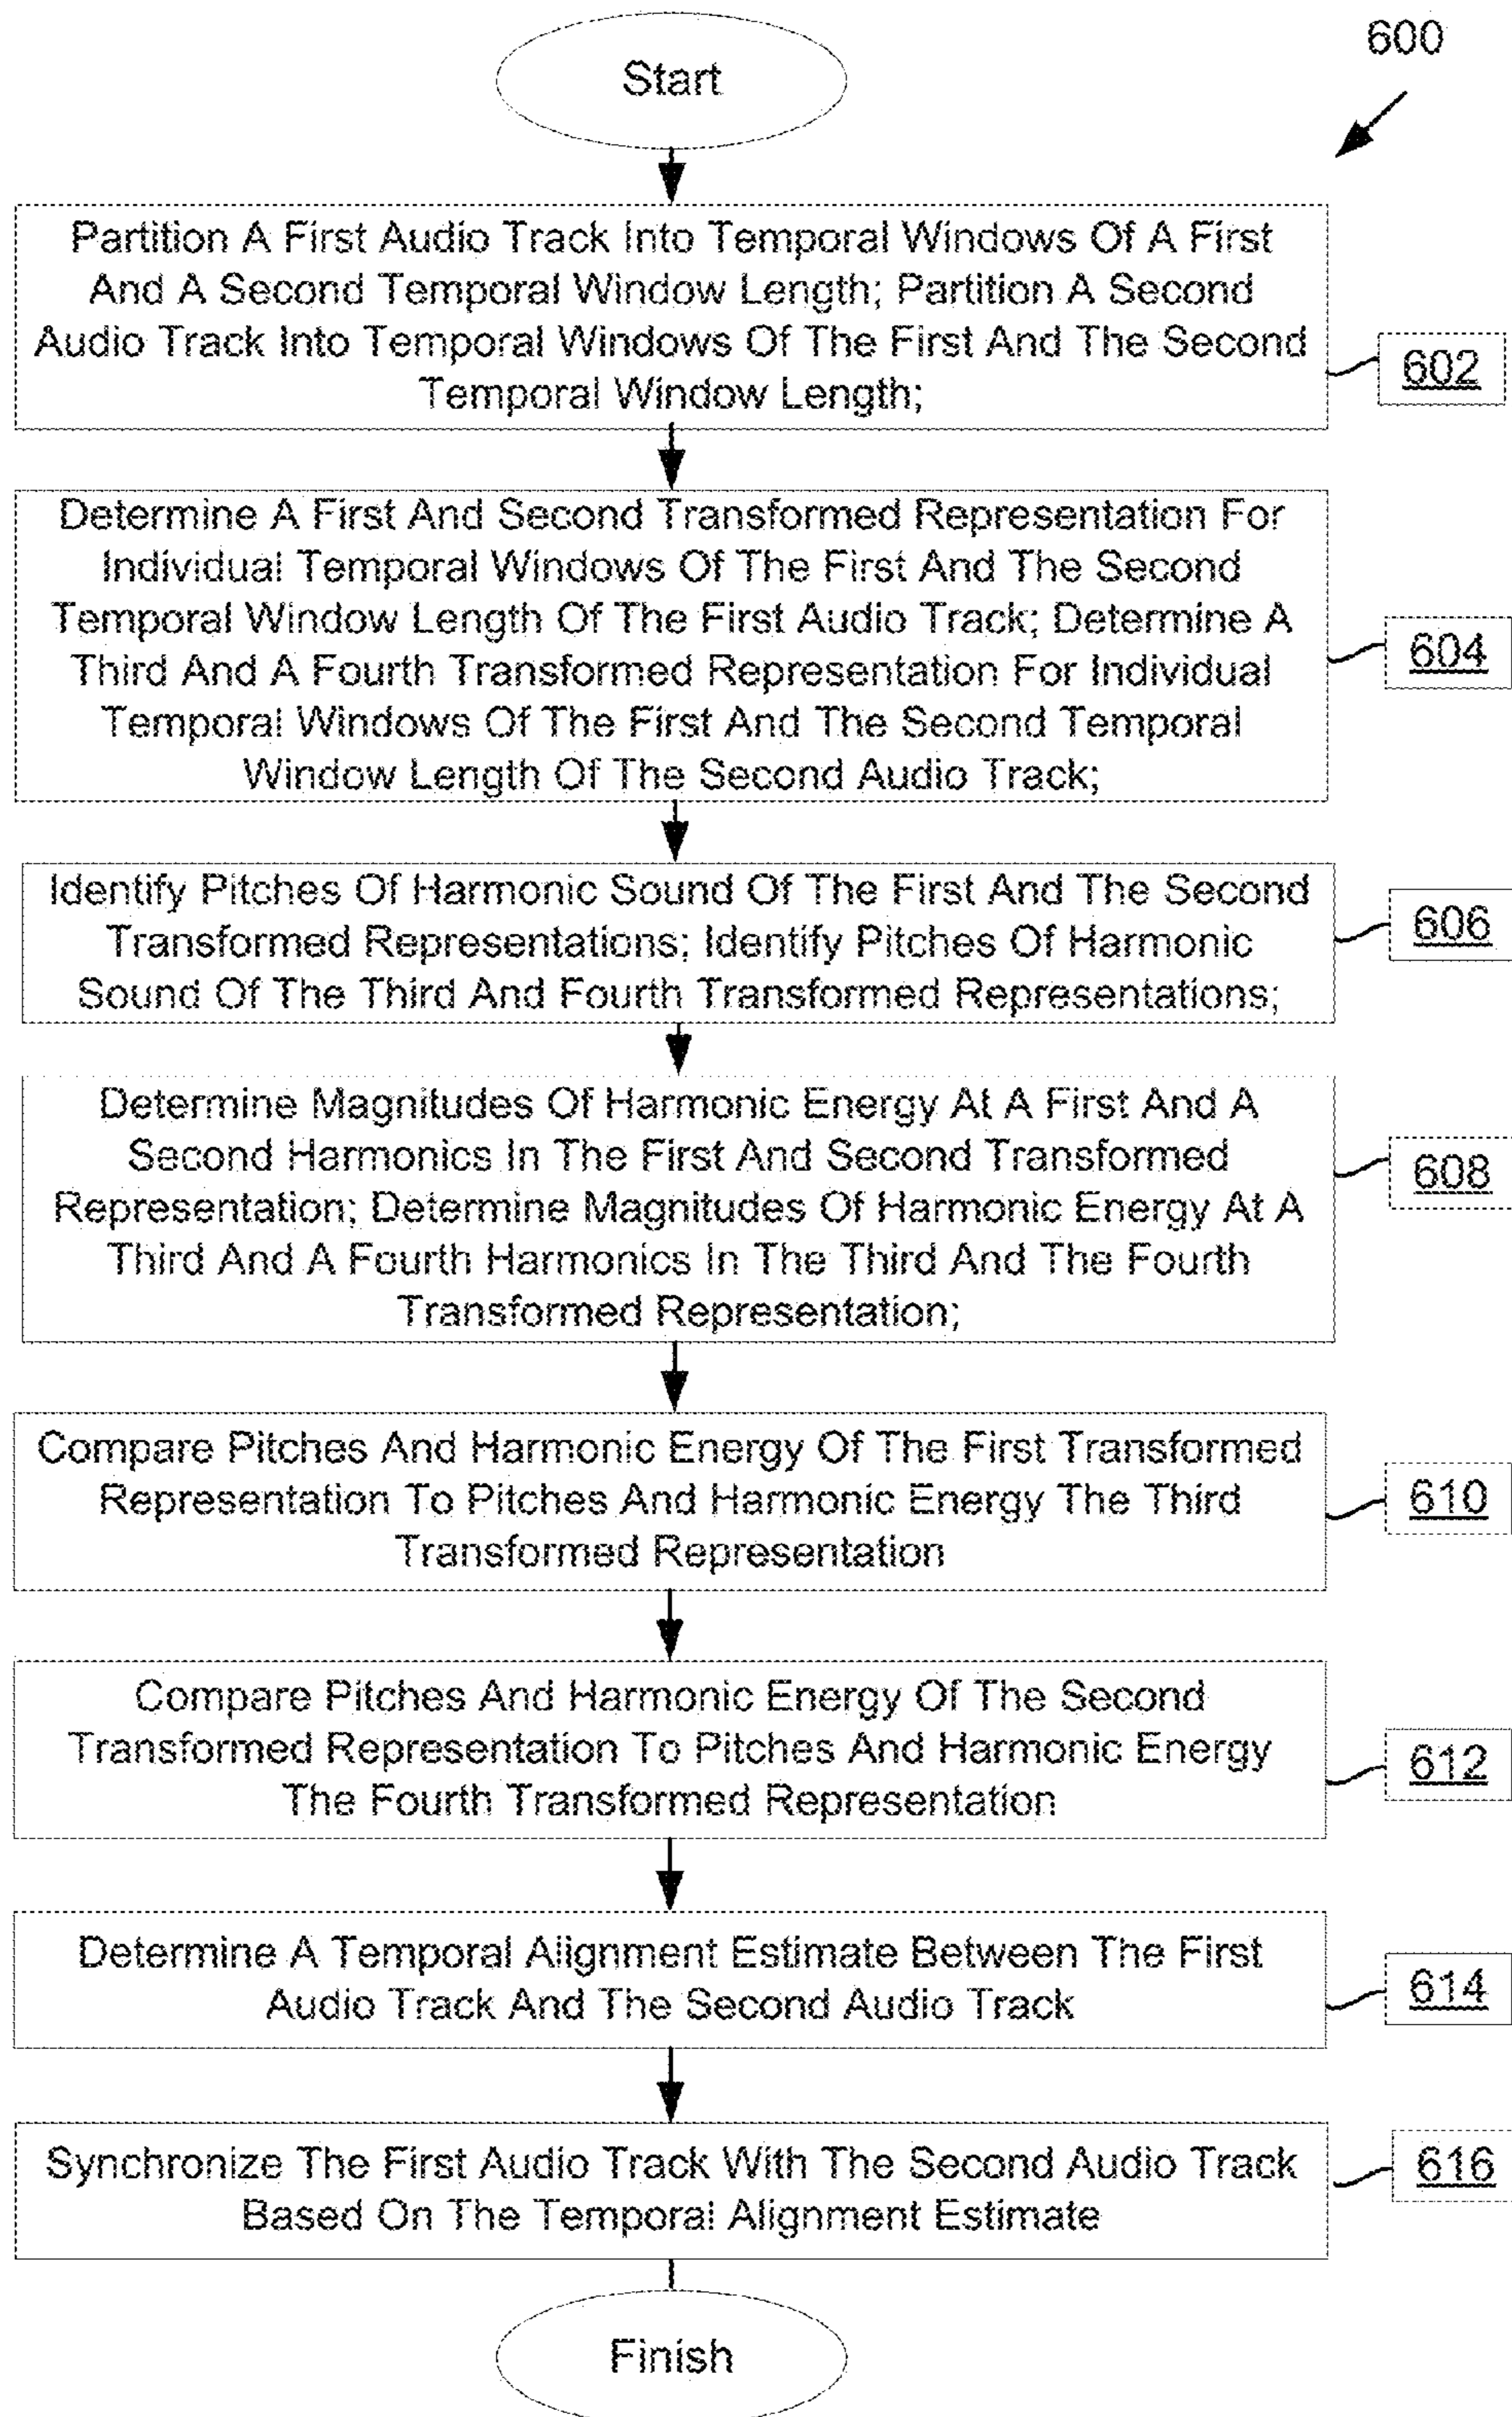 600
Start
Partition A First Audio Track Into Temporal Windows Of A First
And A Second Temporal Window Length; Partition A Second
Audio Track Into Temporal Windows Of The First And The Second
Temporal Window Length;
602
Determine A First And Second Transformed Representation For
Individual Temporal Windows Of The First And The Second
Temporal Window Length Of The First Audio Track; Determine A
Third And A Fourth Transformed Representation For Individual
Temporal Windows Of The First And The Second Temporal
Window Length Of The Second Audio Track;
604
Identify Pitches Of Harmonic Sound Of The First And The Second
Transformed Representations; Identify Pitches Of Harmonic
Sound Of The Third And Fourth Transformed Representations;
606
Determine Magnitudes Of Harmonic Energy At A First And A
Second Harmonics In The First And Second Transformed
Representation; Determine Magnitudes Of Harmonic Energy At A
Third And A Fourth Harmonics In The Third And The Fourth
Transformed Representation;
608
Compare Pitches And Harmonic Energy Of The First Transformed
Representation To Pitches And Harmonic Energy The Third
Transformed Representation
610
Compare Pitches And Harmonic Energy Of The Second
Transformed Representation To Pitches And Harmonic Energy
The Fourth Transformed Representation
612
Determine A Temporal Alignment Estimate Between The First
Audio Track And The Second Audio Track
614
Synchronize The First Audio Track With The Second Audio Track
Based On The Temporal Alignment Estimate
616
Finish